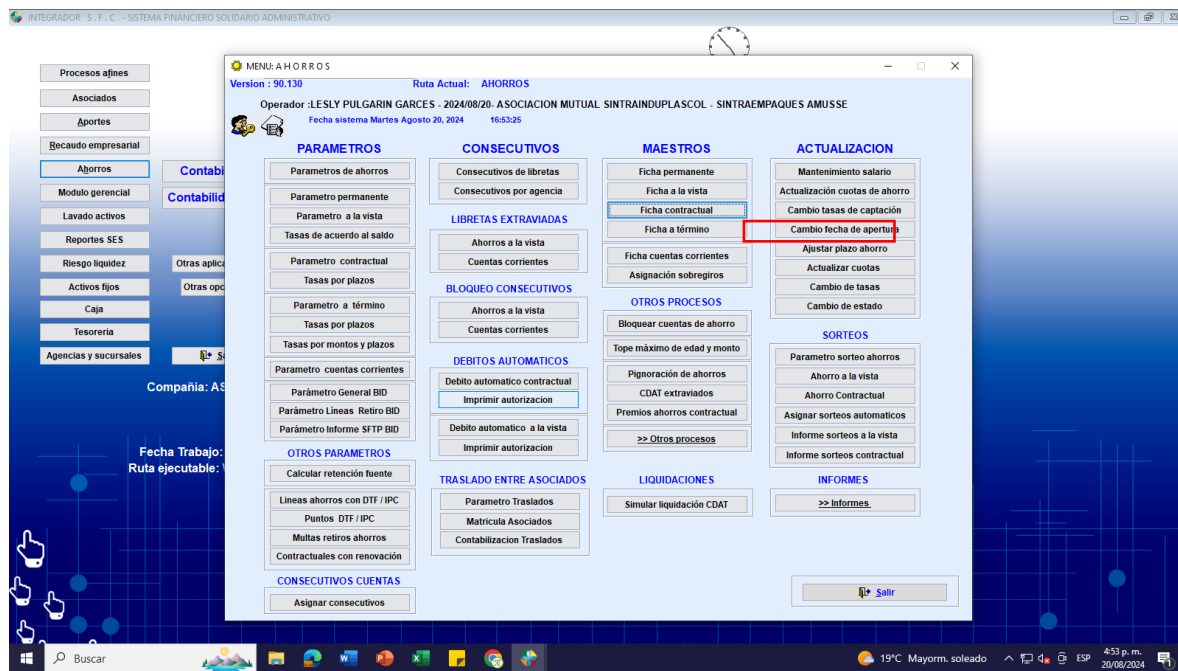 INTEGRADOR S . F . C . - SISTEMA FINANCIERO SOLIDARIO ADMINISTRATIVO
Procesos afines
Asociados
Aportes
Recaudo empresarial
Ahorros
Modulo gerencial
Lavado activos
Reportes SES
Riesgo liquidez
Activos fijos
Caja
Tesoreria
Agencias y sucursales
Contabi
Contabilid
Otras aplica
Otras opc
Compañia: AS
Fecha Trabajo:
Ruta ejecutable:
MENU: A H O R R O S
Version : 90.130
Ruta Actual: AHORROS
Operador :LESLY PULGARIN GARCES - 2024/08/20- ASOCIACION MUTUAL SINTRAINDUPLASCOL - SINTRAEMPAQUES AMUSSE
Fecha sistema Martes Agosto 20, 2024 16:53:25
PARAMETROS
Parametros de ahorros
Parametro permanente
Parametro a la vista
Tasas de acuerdo al saldo
Parametro contractual
Tasas por plazos
Parametro a término
Tasas por plazos
Tasas por montos y plazos
Parametro cuentas corrientes
Parámetro General BID
Parámetro Líneas Retiro BID
Parámetro Informe SFTP BID
OTROS PARAMETROS
Calcular retención fuente
Lineas ahorros con DTF / IPC
Puntos DTF / IPC
Multas retiros ahorros
Contractuales con renovación
CONSECUTIVOS CUENTAS
Asignar consecutivos
CONSECUTIVOS
Consecutivos de libretas
Consecutivos por agencia
LIBRETAS EXTRAVIADAS
Ahorros a la vista
Cuentas corrientes
BLOQUEO CONSECUTIVOS
Ahorros a la vista
Cuentas corrientes
DEBITOS AUTOMATICOS
Debito automatico contractual
Imprimir autorizacion
Debito automatico a la vista
Imprimir autorizacion
TRASLADO ENTRE ASOCIADOS
Parametro Traslados
Matricula Asociados
Contabilizacion Traslados
MAESTROS
Ficha permanente
Ficha a la vista
Ficha contractual
Ficha a término
Ficha cuentas corrientes
Asignación sobregiros
OTROS PROCESOS
Bloquear cuentas de ahorro
Tope máximo de edad y monto
Pignoración de ahorros
CDAT extraviados
Premios ahorros contractual
>> Otros procesos
LIQUIDACIONES
Simular liquidación CDAT
ACTUALIZACION
Mantenimiento salario
Actualización cuotas de ahorro
Cambio tasas de captación
Cambio fecha de apertura
Ajustar plazo ahorro
Actualizar cuotas
Cambio de tasas
Cambio de estado
SORTEOS
Parametro sorteo ahorros
Ahorro a la vista
Ahorro Contractual
Asignar sorteos automaticos
Informe sorteos a la vista
Informe sorteos contractual
INFORMES
>> Informes
Salir
Buscar
19°C Mayorm. soleado
ESP
4:53 p. m.
20/08/2024